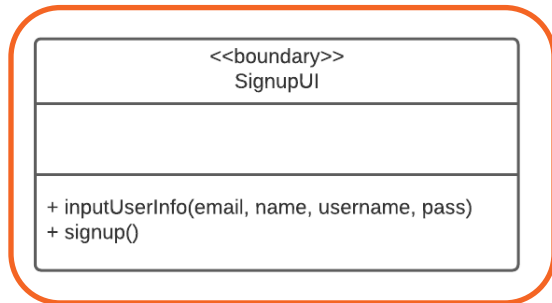 <<boundary>>
SignupUI
+ inputUserInfo(email, name, username, pass)
+ signup()